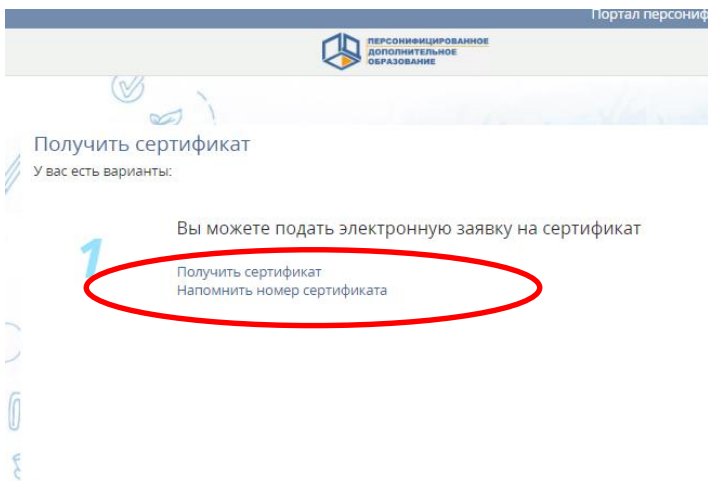 Портал
ПЕРСОНИФИЦИРОВАННОЕ
ДОПОЛНИТЕЛЬНОЕ
ОБРАЗОВАНИЕ
Получить сертификат
У вас есть варианты:
1
Вы можете подать электронную заявку на сертификат
Получить сертификат
Напомнить номер сертификата